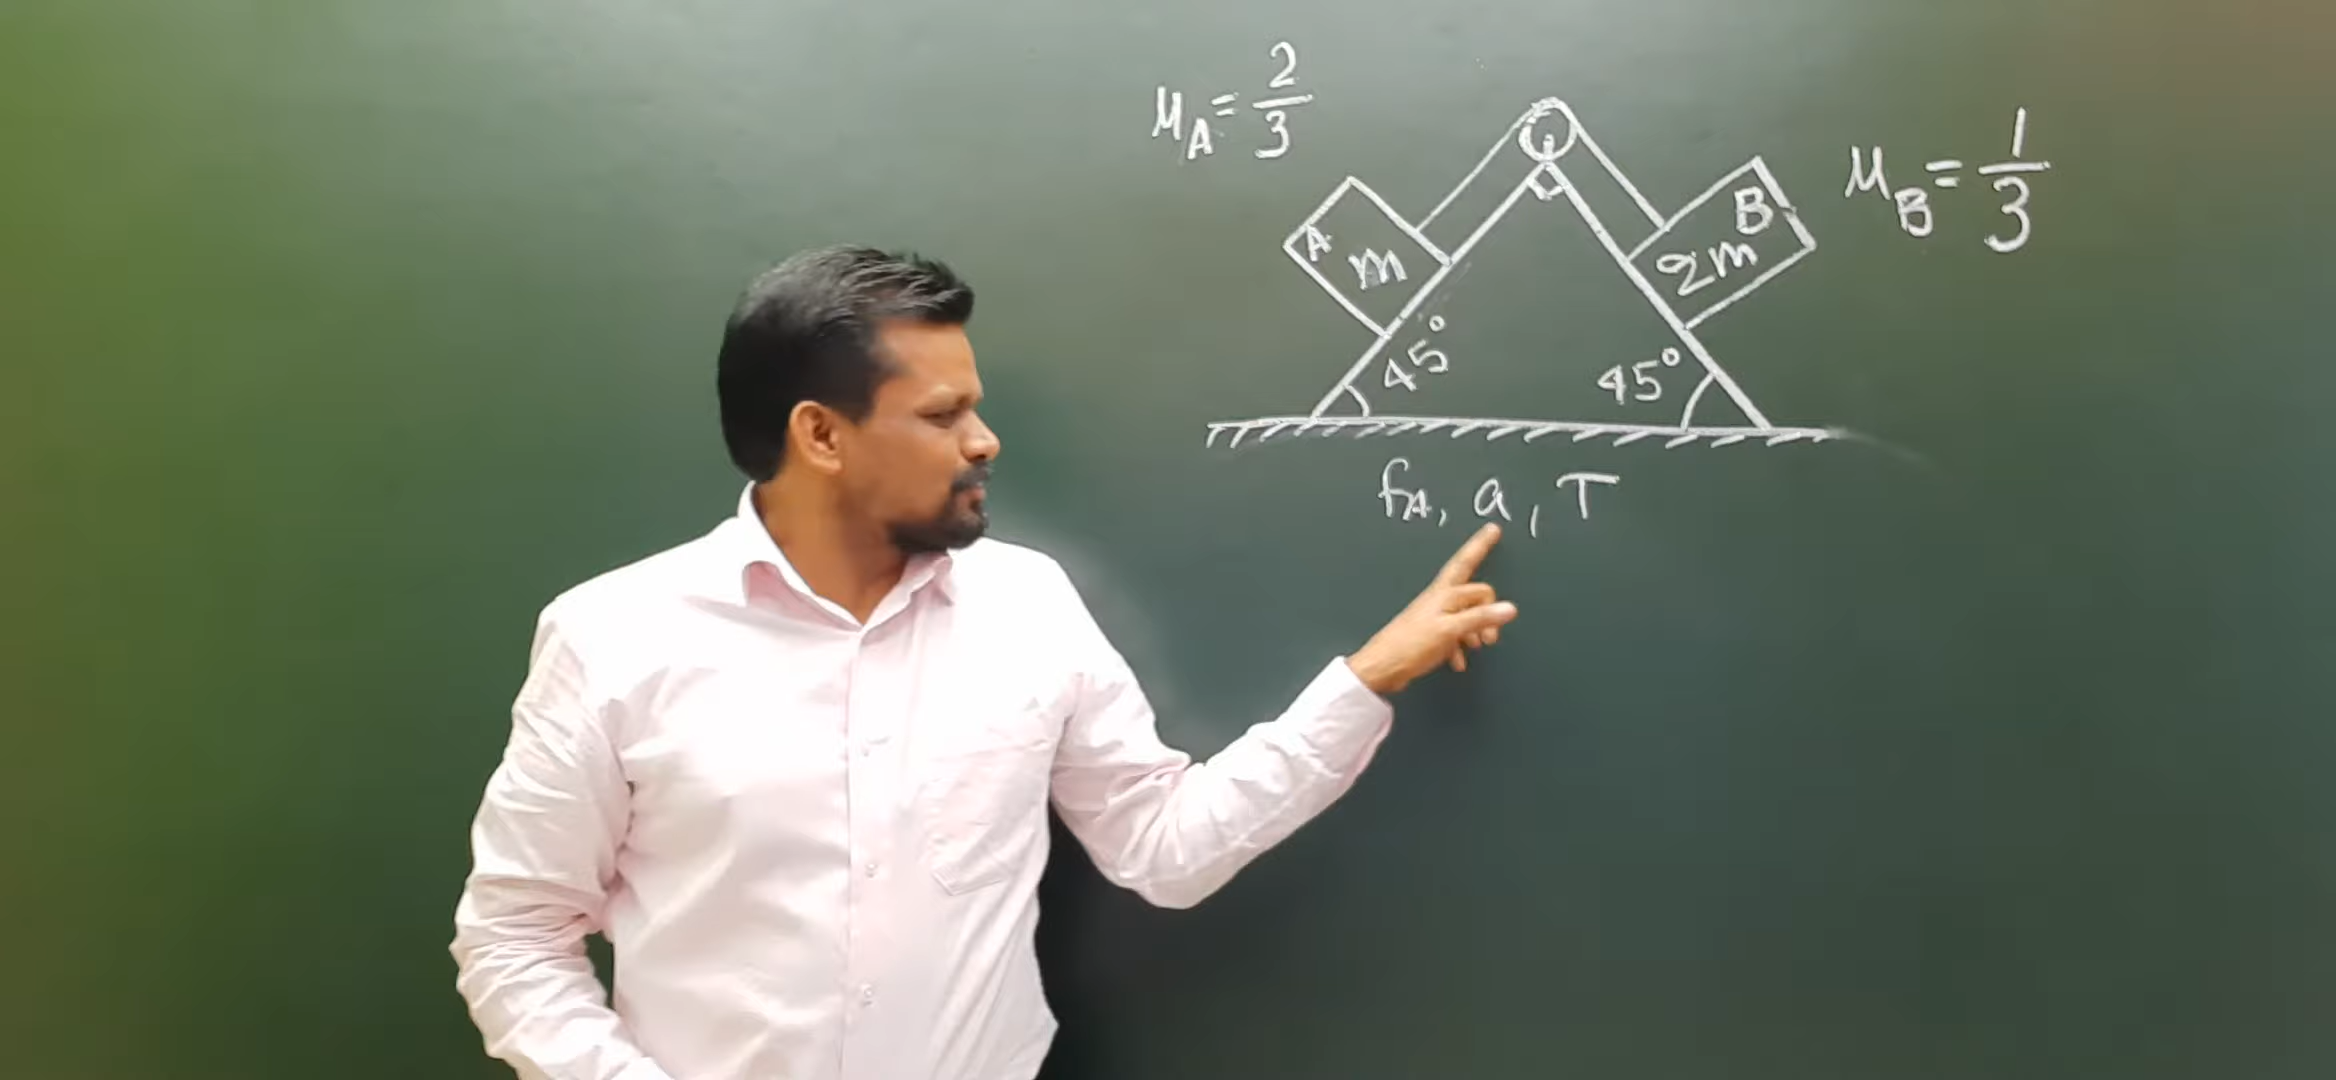 μA = 2/3
μB = 1/3
A
m
B
2m
45°
45°
fA, a, T